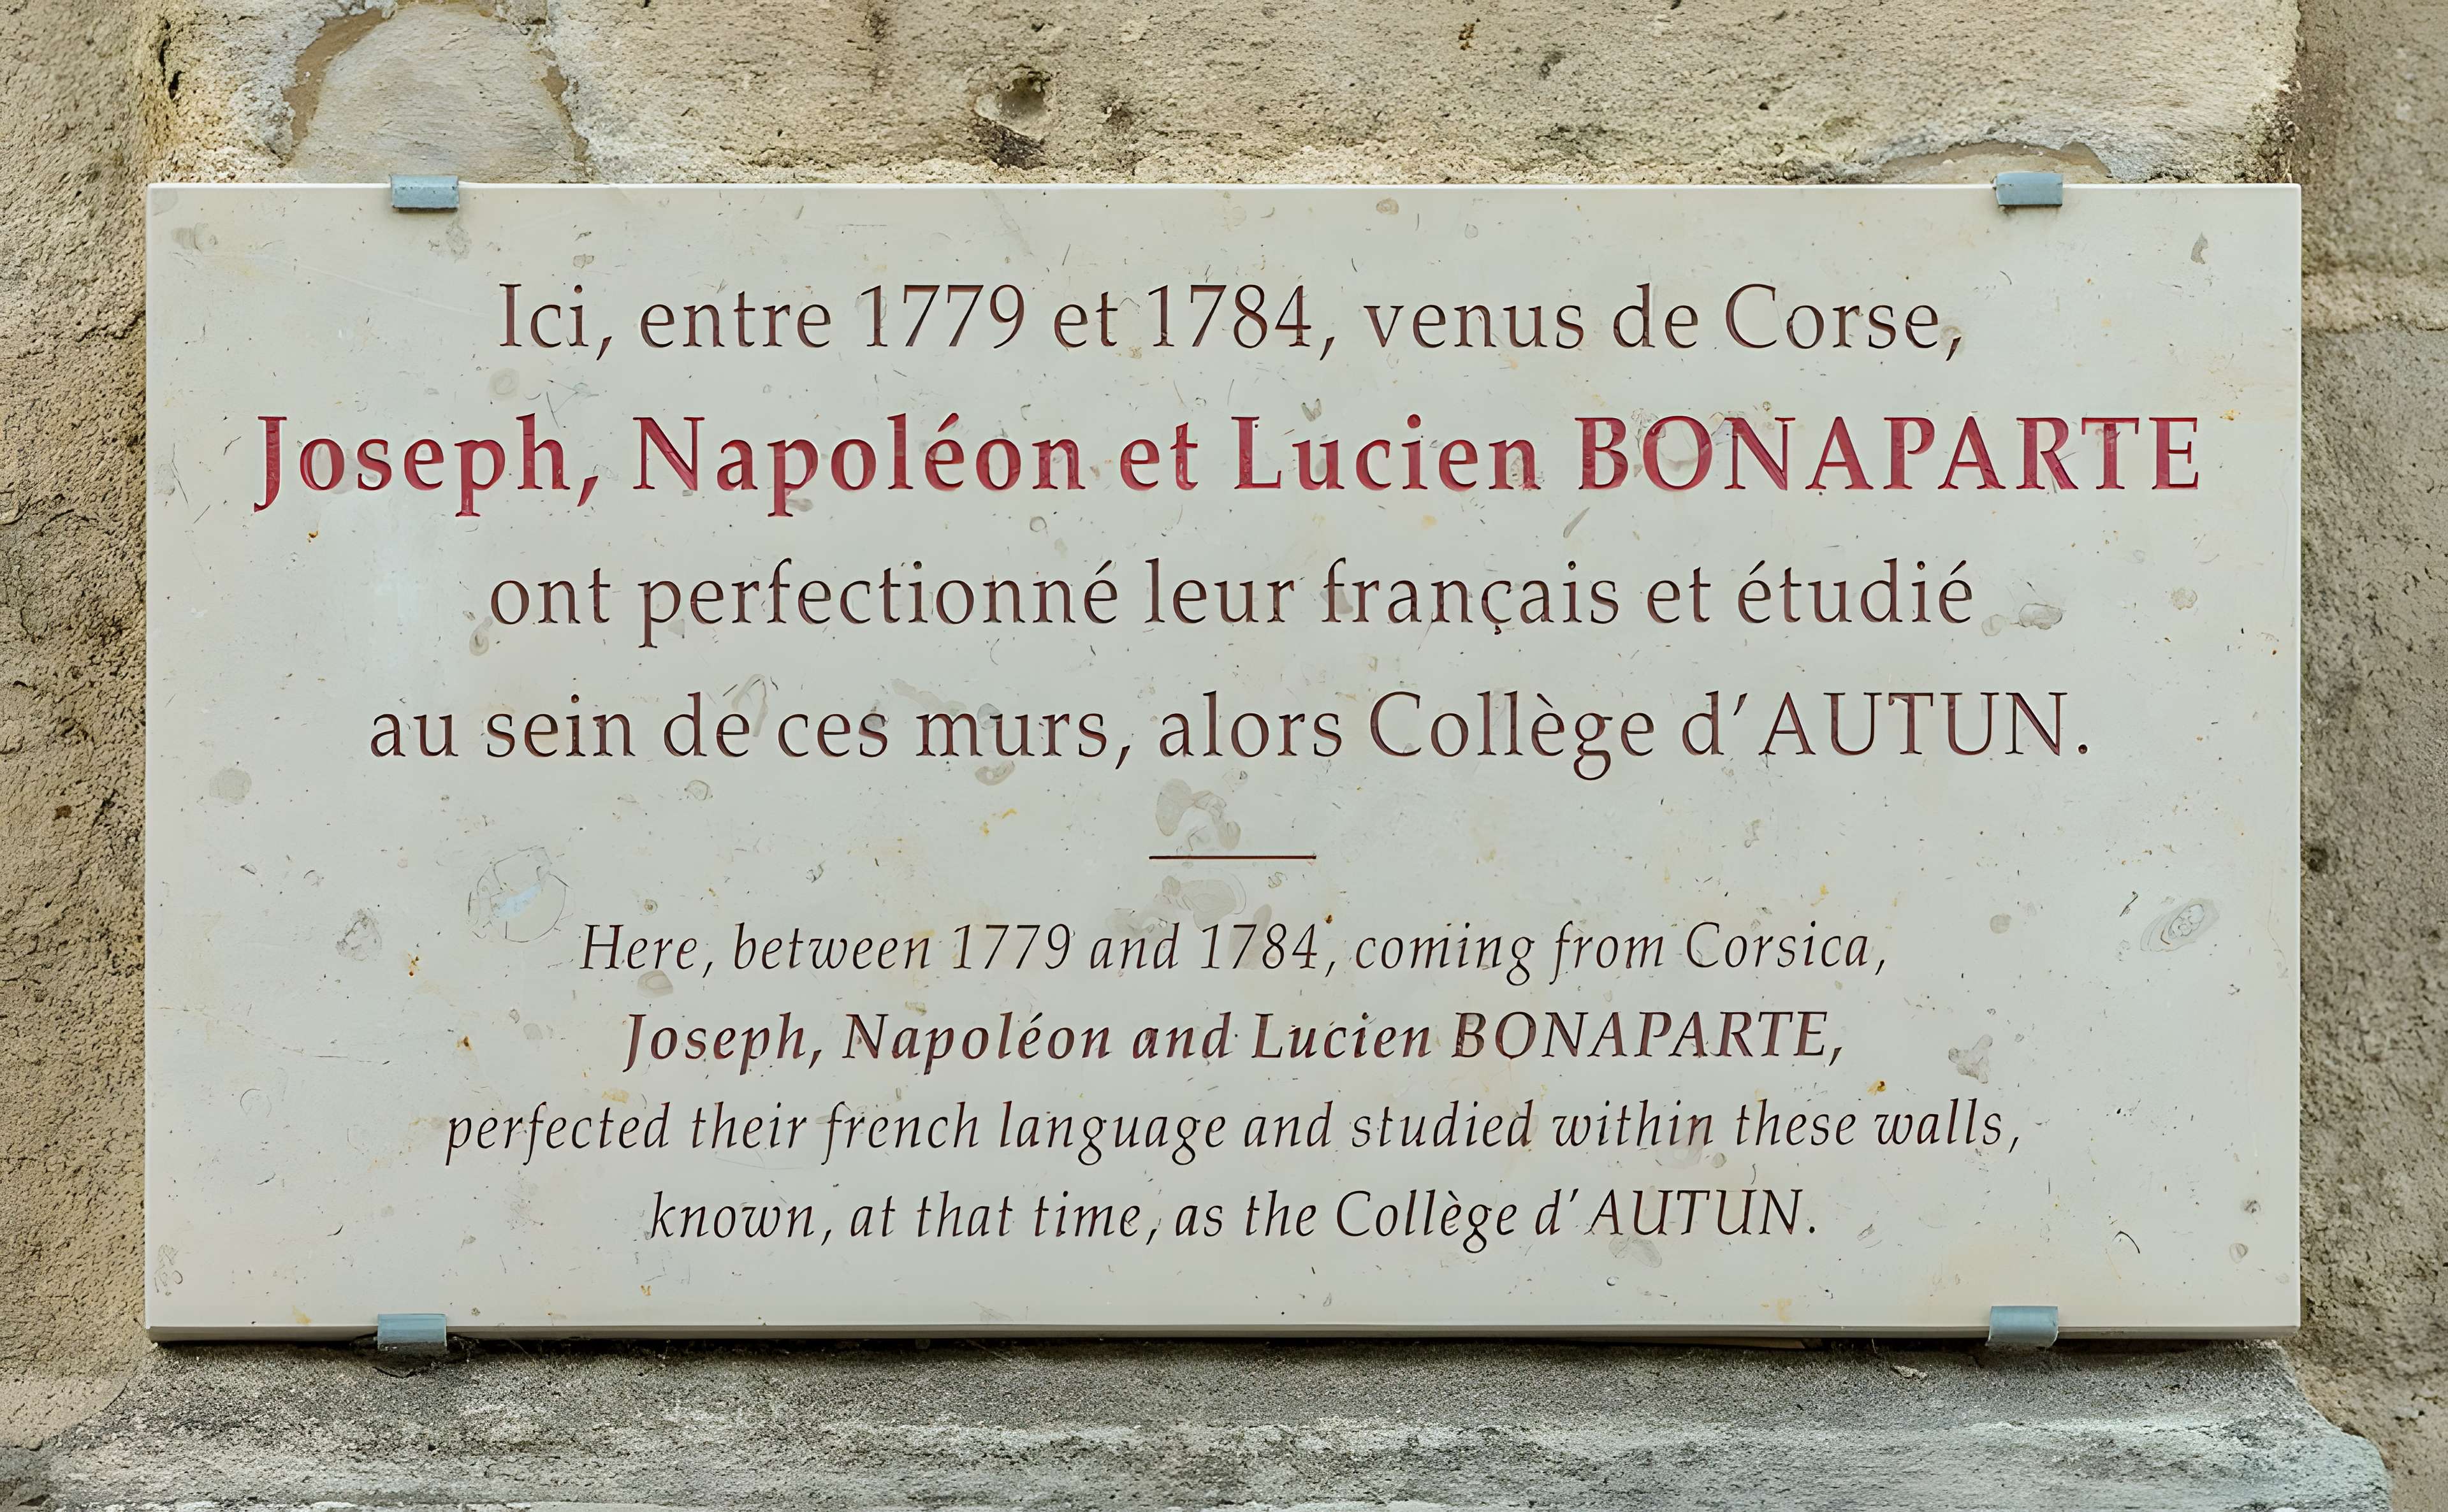 Ici, entre 1779 et 1784, venus de Corse,
Joseph, Napoléon et Lucien BONAPARTE
ont perfectionné leur français et étudié
au sein de ces murs, alors Collège d'AUTUN.
Here, between 1779 and 1784, coming from Corsica,
Joseph, Napoléon and Lucien BONAPARTE,
perfected their french language and studied within these walls,
known, at that time, as the Collège d'AUTUN.